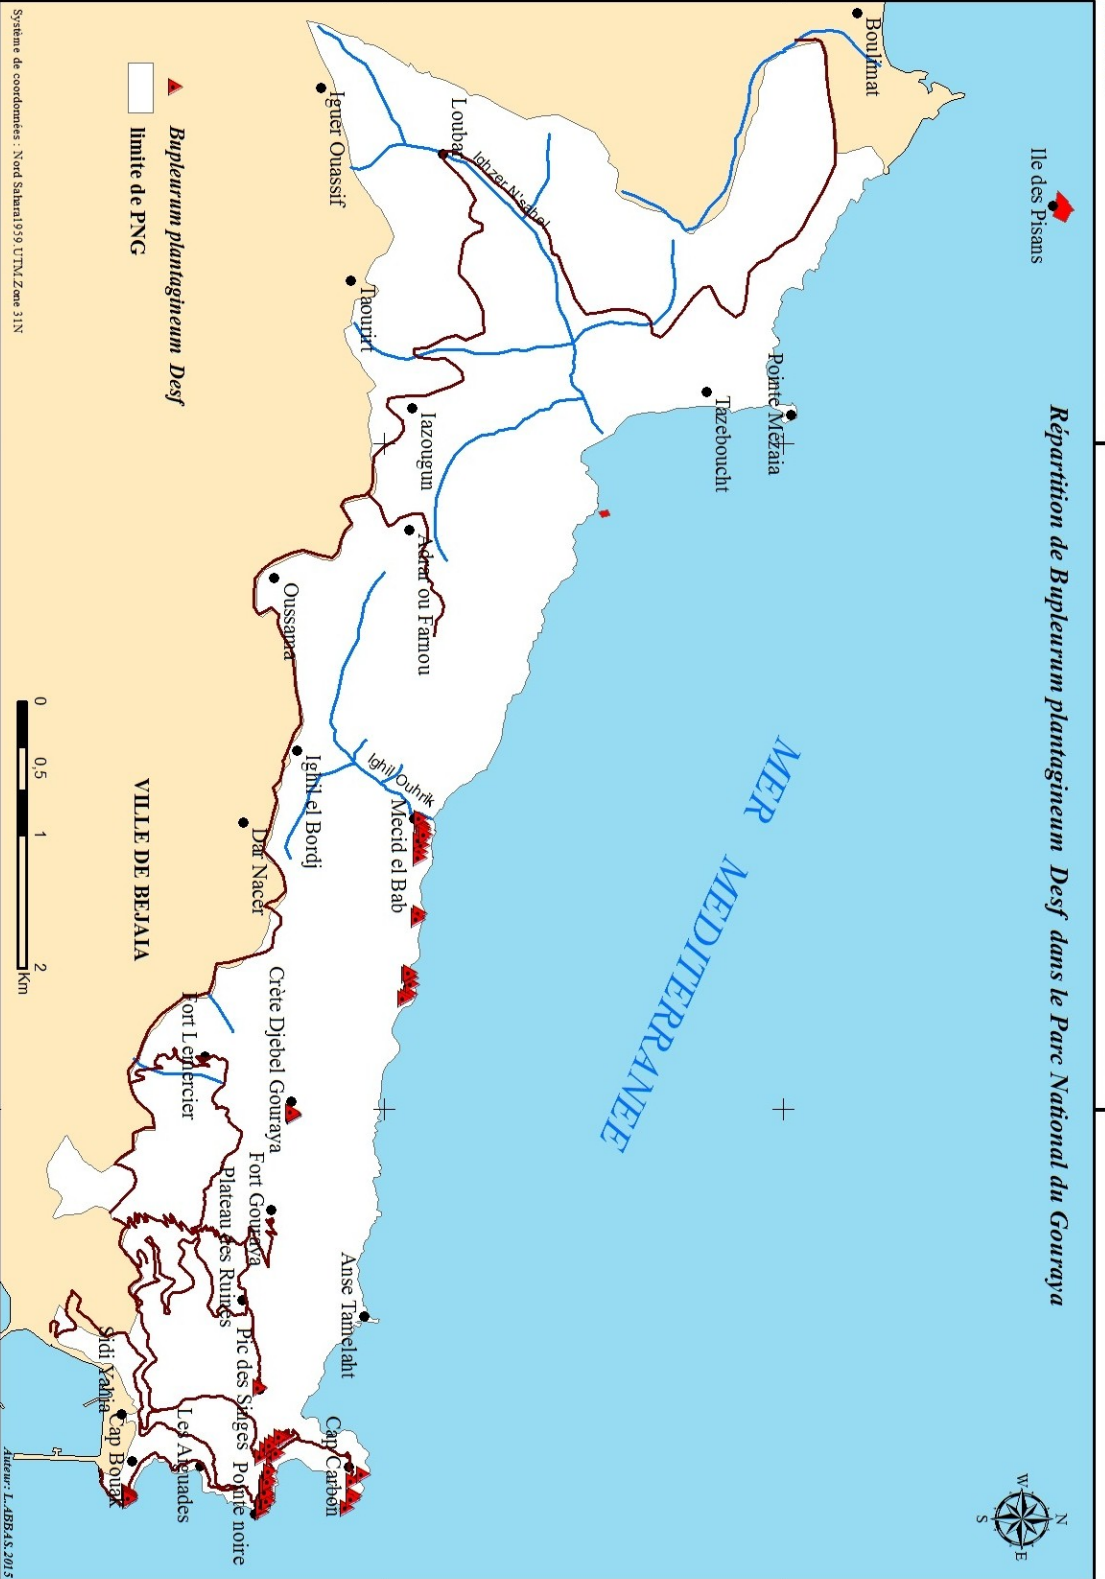 Répartition de Bupleurum plantagineum Desf dans le Parc National du Gouraya
Ile des Pisans
N
W
E
S
Boulimat
Pointe Mézaia
Tazeboucht
MER MEDITERRANEE
Louba
Ighzer N'sahel
Iguer Ouassif
Taourirt
Iazougun
Adrar ou Farnou
Oussama
Ighil Ouhrik
Mecid el Bab
Ighil el Bordj
Dar Nacer
Crète Djebel Gouraya
Fort Lemercier
Fort Gouraya
Plateau des Ruines
Anse Tamelaht
Pic des Singes
Cap Carbon
Pointe noire
Les Aiguades
Sidi Yahia
Cap Bouak
VILLE DE BEJAIA
Bupleurum plantagineum Desf
limite de PNG
0 0,5 1 2
Km
Système de coordonnées : Nord Sahara1959.UTM.Zone 31N
Auteur: L.ABBAS.2015